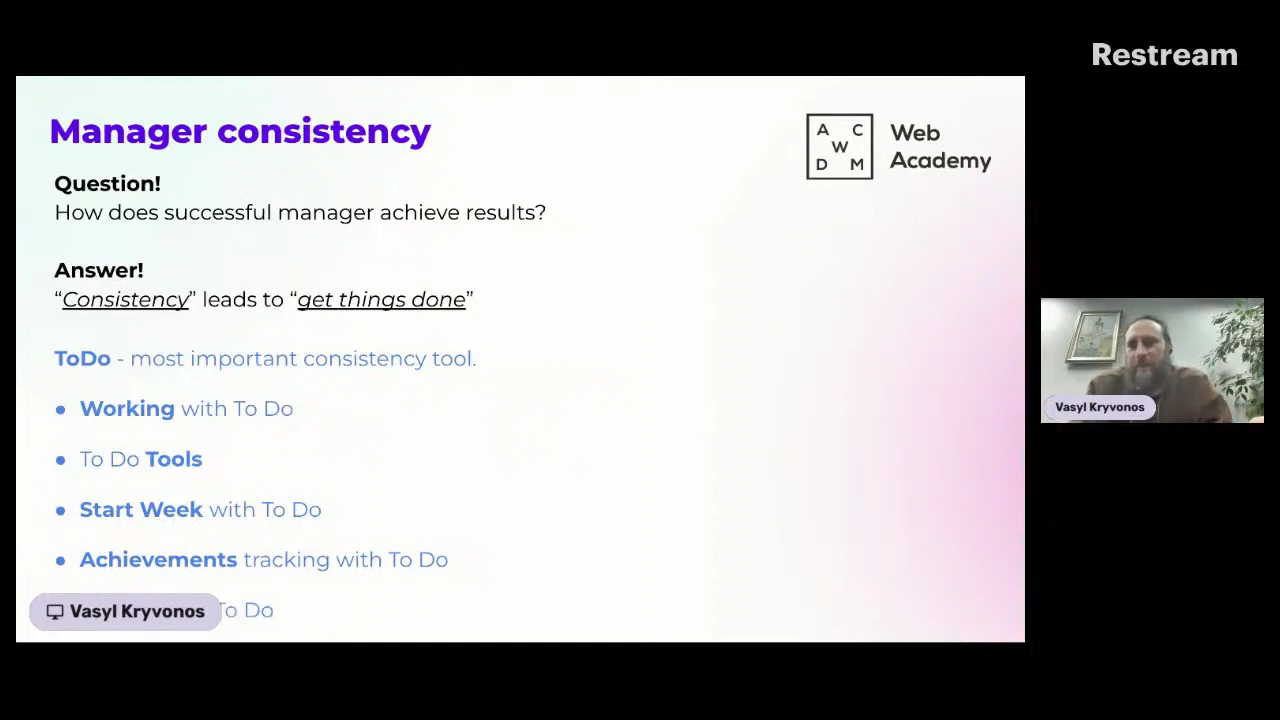 Restream
Manager consistency
A C
W
D M
Web
Academy
Question!
How does successful manager achieve results?
Answer!
“Consistency” leads to “get things done”
ToDo - most important consistency tool.
● Working with To Do
● To Do Tools
● Start Week with To Do
● Achievements tracking with To Do
To Do
Vasyl Kryvonos
Vasyl Kryvonos